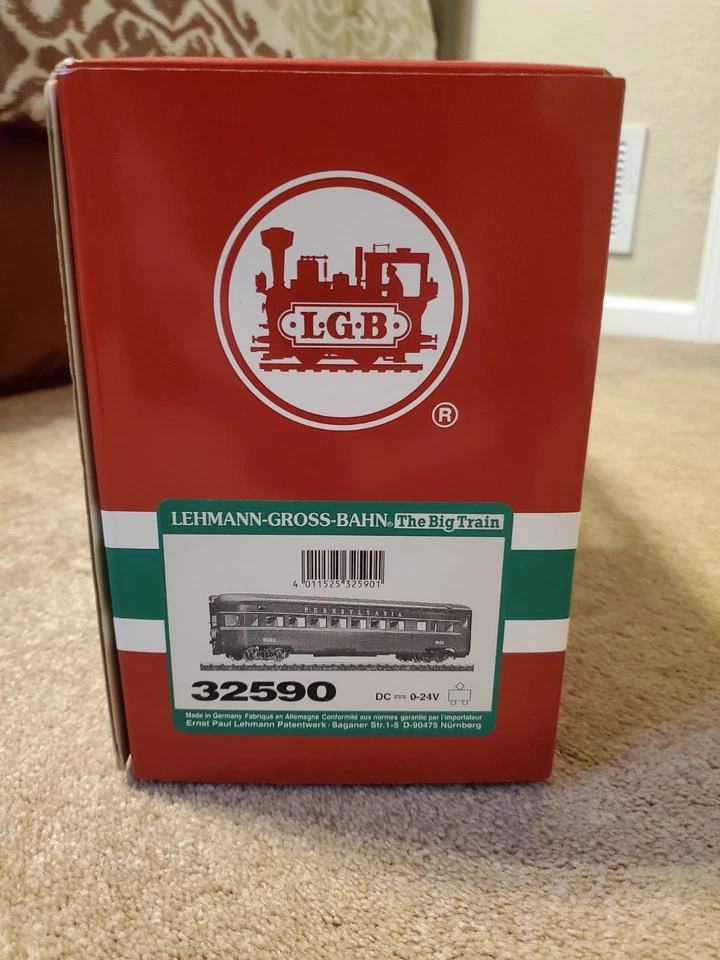 L·G·B
®
LEHMANN-GROSS-BAHN® The Big Train
4 011525 325901
PENNSYLVANIA
32590
DC 0-24V
Made in Germany Fabriqué en Allemagne Conformité aux normes garantie par l'importateur
Ernst Paul Lehmann Patentwerk · Saganer Str. 1-5 D-90475 Nürnberg